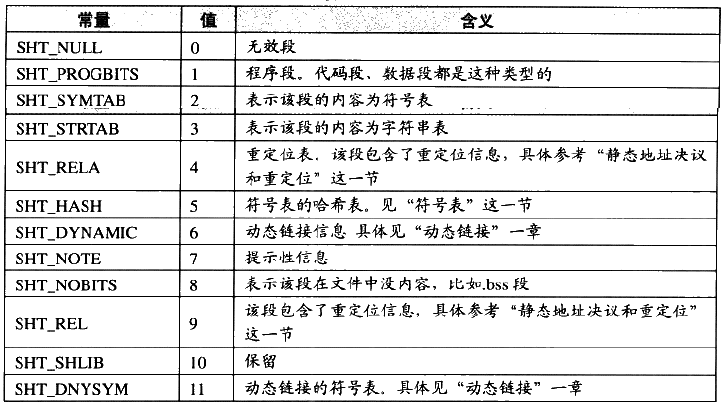 常量 值 含义
SHT_NULL 0 无效段
SHT_PROGBITS 1 程序段。代码段、数据段都是这种类型的
SHT_SYMTAB 2 表示该段的内容为符号表
SHT_STRTAB 3 表示该段的内容为字符串表
SHT_RELA 4 重定位表。该段包含了重定位信息，具体参考“静态地址决议
和重定位”这一节
SHT_HASH 5 符号表的哈希表。见“符号表”这一节
SHT_DYNAMIC 6 动态链接信息 具体见“动态链接”一章
SHT_NOTE 7 提示性信息
SHT_NOBITS 8 表示该段在文件中没内容，比如.bss 段
SHT_REL 9 该段包含了重定位信息，具体参考“静态地址决议和重定位”
这一节
SHT_SHLIB 10 保留
SHT_DNYSYM 11 动态链接的符号表。具体见“动态链接”一章